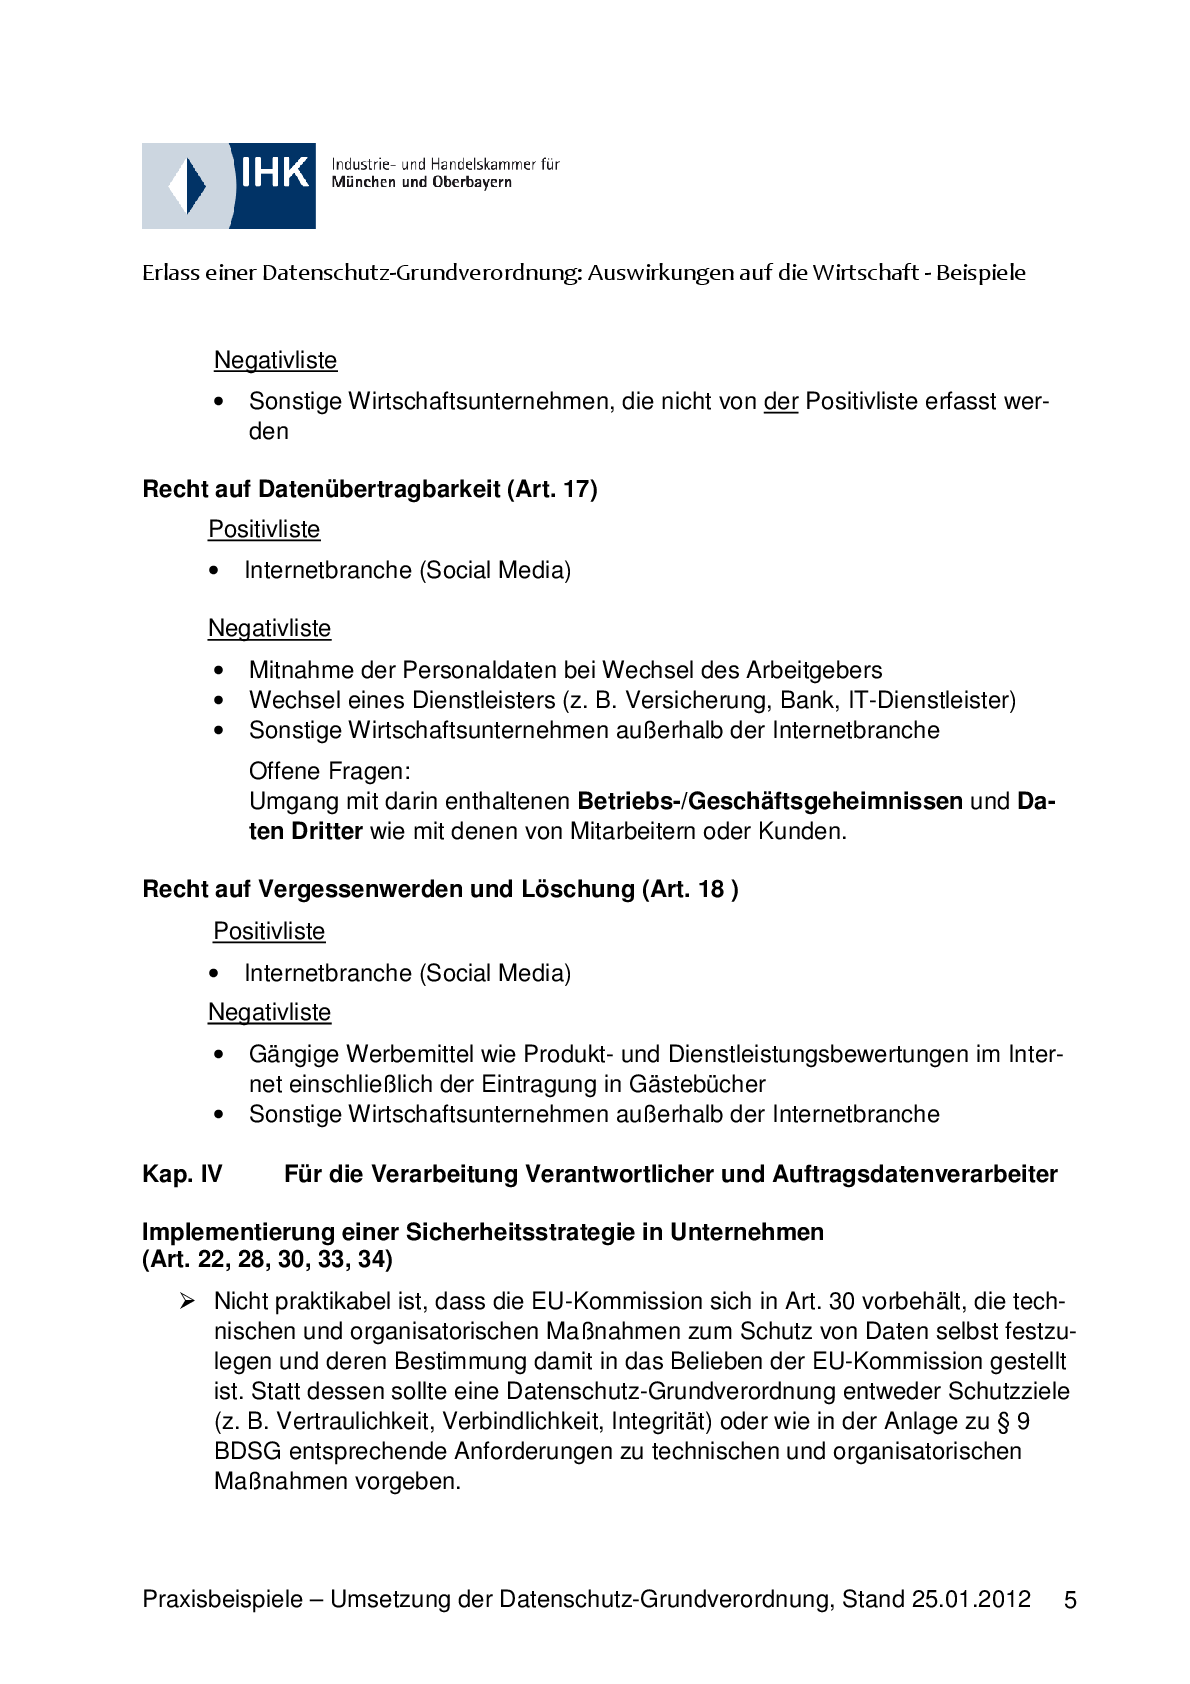 IHK
Industrie- und Handelskammer für
München und Oberbayern
Erlass einer Datenschutz-Grundverordnung: Auswirkungen auf die Wirtschaft - Beispiele
Negativliste
• Sonstige Wirtschaftsunternehmen, die nicht von der Positivliste erfasst wer-
den
Recht auf Datenübertragbarkeit (Art. 17)
Positivliste
• Internetbranche (Social Media)
Negativliste
• Mitnahme der Personaldaten bei Wechsel des Arbeitgebers
• Wechsel eines Dienstleisters (z. B. Versicherung, Bank, IT-Dienstleister)
• Sonstige Wirtschaftsunternehmen außerhalb der Internetbranche
Offene Fragen:
Umgang mit darin enthaltenen Betriebs-/Geschäftsgeheimnissen und Da-
ten Dritter wie mit denen von Mitarbeitern oder Kunden.
Recht auf Vergessenwerden und Löschung (Art. 18 )
Positivliste
• Internetbranche (Social Media)
Negativliste
• Gängige Werbemittel wie Produkt- und Dienstleistungsbewertungen im Inter-
net einschließlich der Eintragung in Gästebücher
• Sonstige Wirtschaftsunternehmen außerhalb der Internetbranche
Kap. IV Für die Verarbeitung Verantwortlicher und Auftragsdatenverarbeiter
Implementierung einer Sicherheitsstrategie in Unternehmen
(Art. 22, 28, 30, 33, 34)
➢ Nicht praktikabel ist, dass die EU-Kommission sich in Art. 30 vorbehält, die tech-
nischen und organisatorischen Maßnahmen zum Schutz von Daten selbst festzu-
legen und deren Bestimmung damit in das Belieben der EU-Kommission gestellt
ist. Statt dessen sollte eine Datenschutz-Grundverordnung entweder Schutzziele
(z. B. Vertraulichkeit, Verbindlichkeit, Integrität) oder wie in der Anlage zu § 9
BDSG entsprechende Anforderungen zu technischen und organisatorischen
Maßnahmen vorgeben.
Praxisbeispiele – Umsetzung der Datenschutz-Grundverordnung, Stand 25.01.2012 5